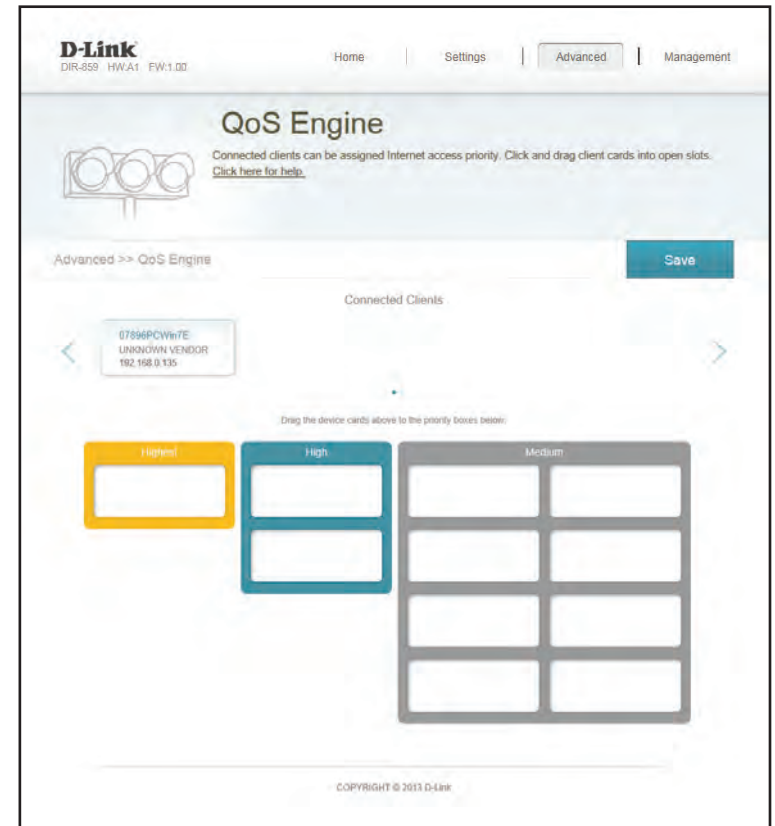 D-Link
DIR-859 HW:A1 FW:1.00
Home
Settings
Advanced
Management
QoS Engine
Connected clients can be assigned Internet access priority. Click and drag client cards into open slots.
Click here for help.
Advanced >> QoS Engine
Save
Connected Clients
07896PCWin7E
UNKNOWN VENDOR
192.168.0.135
Drag the device cards above to the priority boxes below.
Highest
High
Medium
COPYRIGHT © 2013 D-Link